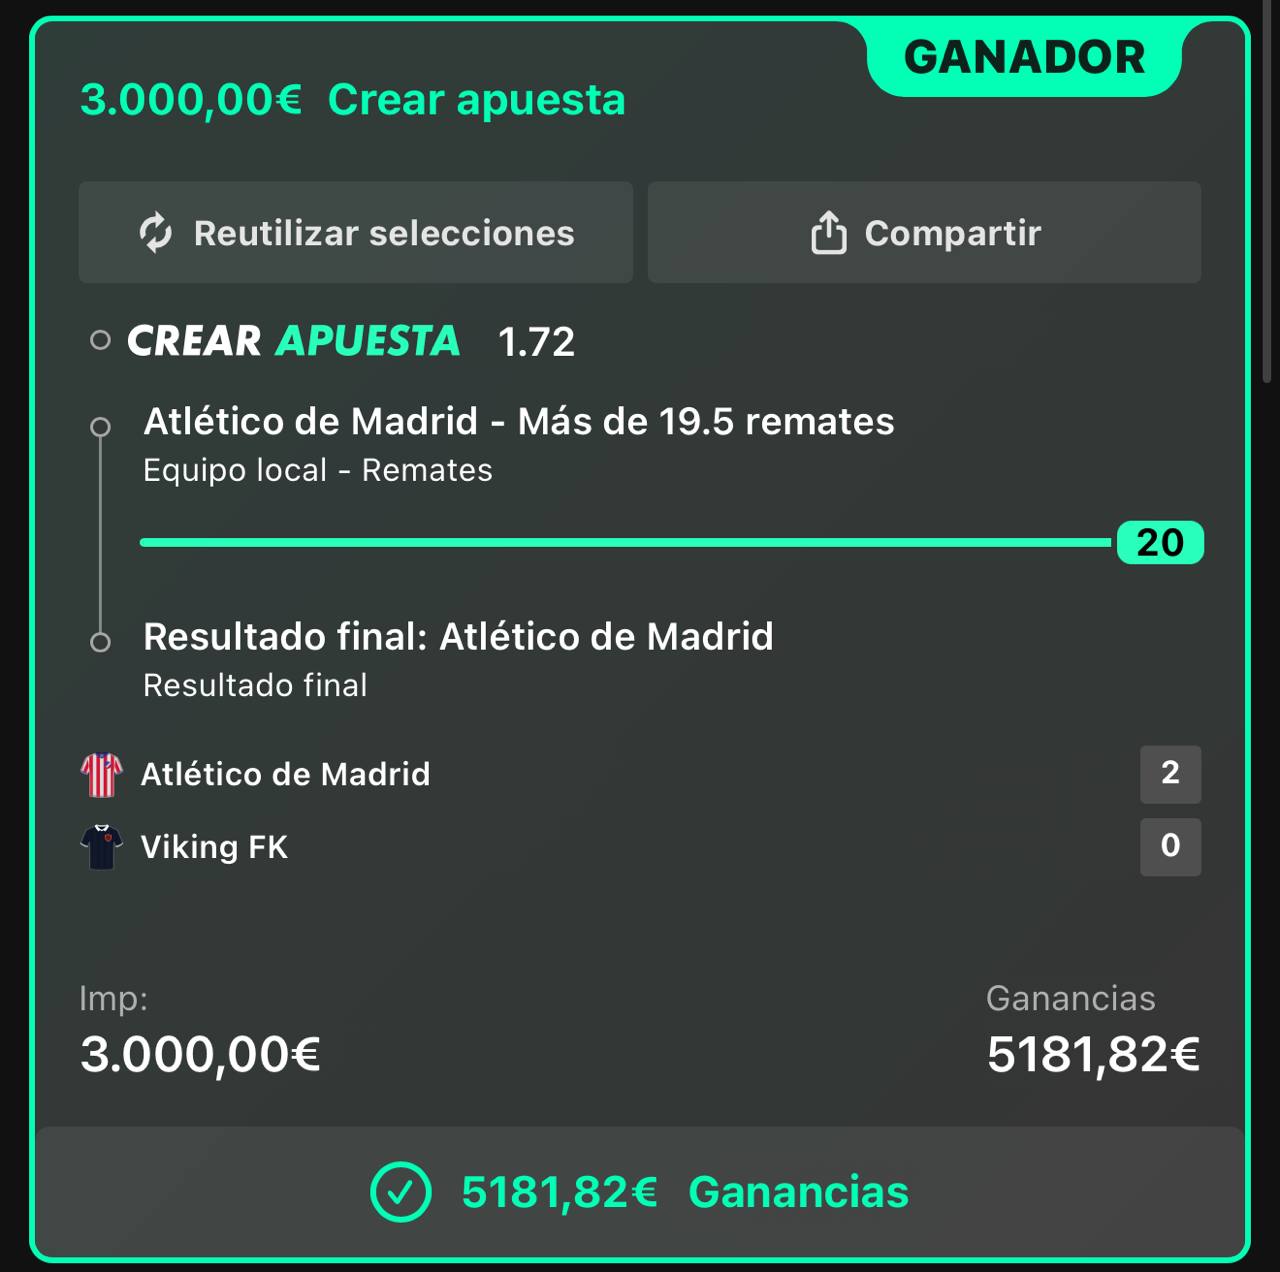 GANADOR
3.000,00€ Crear apuesta
Reutilizar selecciones
Compartir
CREAR APUESTA 1.72
Atlético de Madrid - Más de 19.5 remates
Equipo local - Remates
20
Resultado final: Atlético de Madrid
Resultado final
Atlético de Madrid 2
Viking FK 0
Imp: Ganancias
3.000,00€ 5181,82€
5181,82€ Ganancias